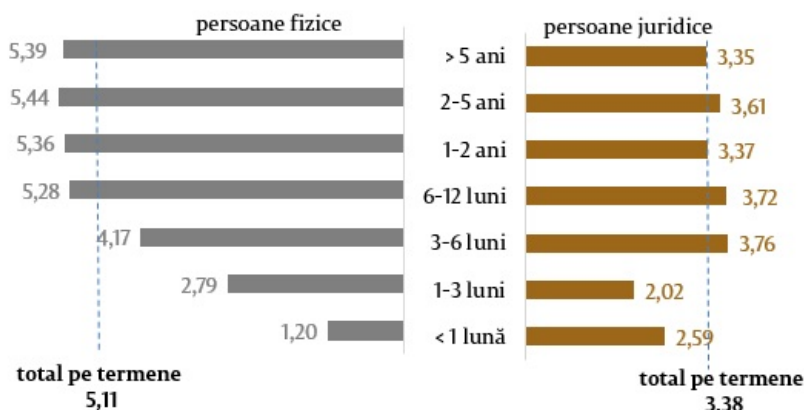 persoane fizice persoane juridice
5,39 > 5 ani 3,35
5,44 2-5 ani 3,61
5,36 1-2 ani 3,37
5,28 6-12 luni 3,72
4,17 3-6 luni 3,76
2,79 1-3 luni 2,02
1,20 < 1 lună 2,59
total pe termene total pe termene
5,11 3,38